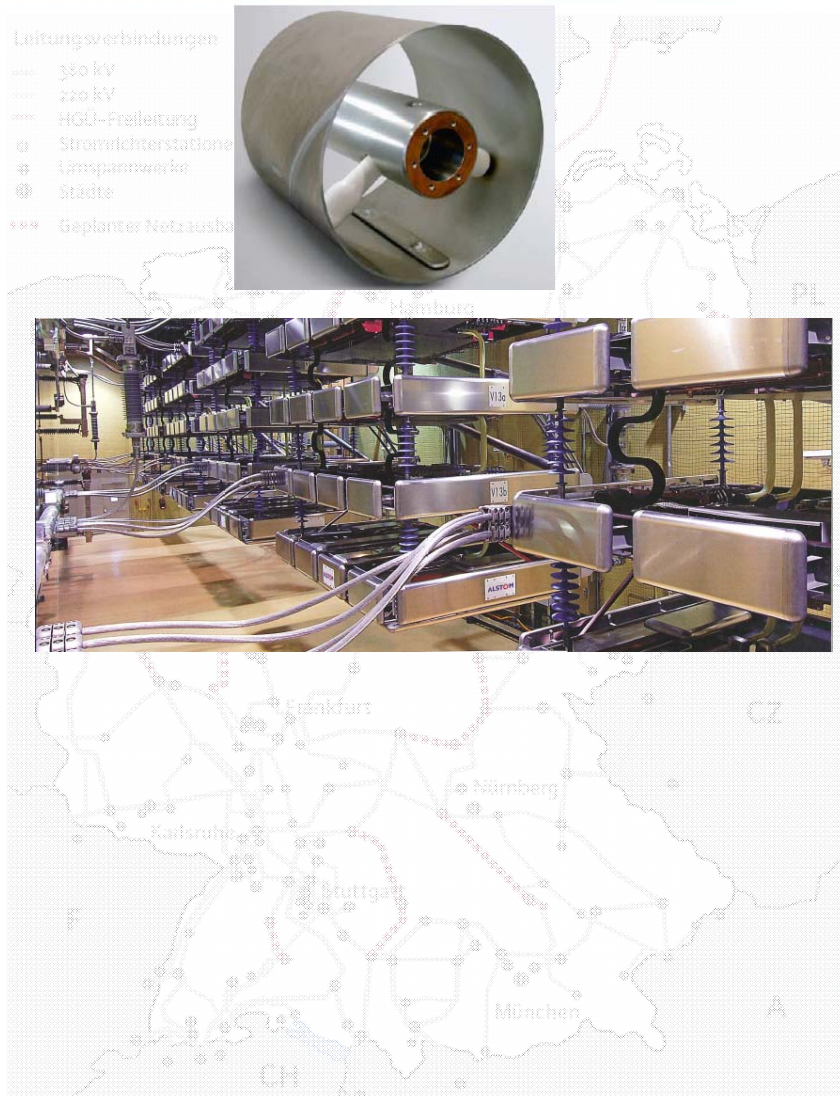 Leitungsverbindungen
380 kV
220 kV
HGÜ-Freileitung
Stromrichterstationen
Umspannwerke
Städte
Geplanter Netzausba
S
PL
Hamburg
V13a
V13b
ALSTOM
Frankfurt
CZ
Nürnberg
Karlsruhe
Stuttgart
F
München
A
CH